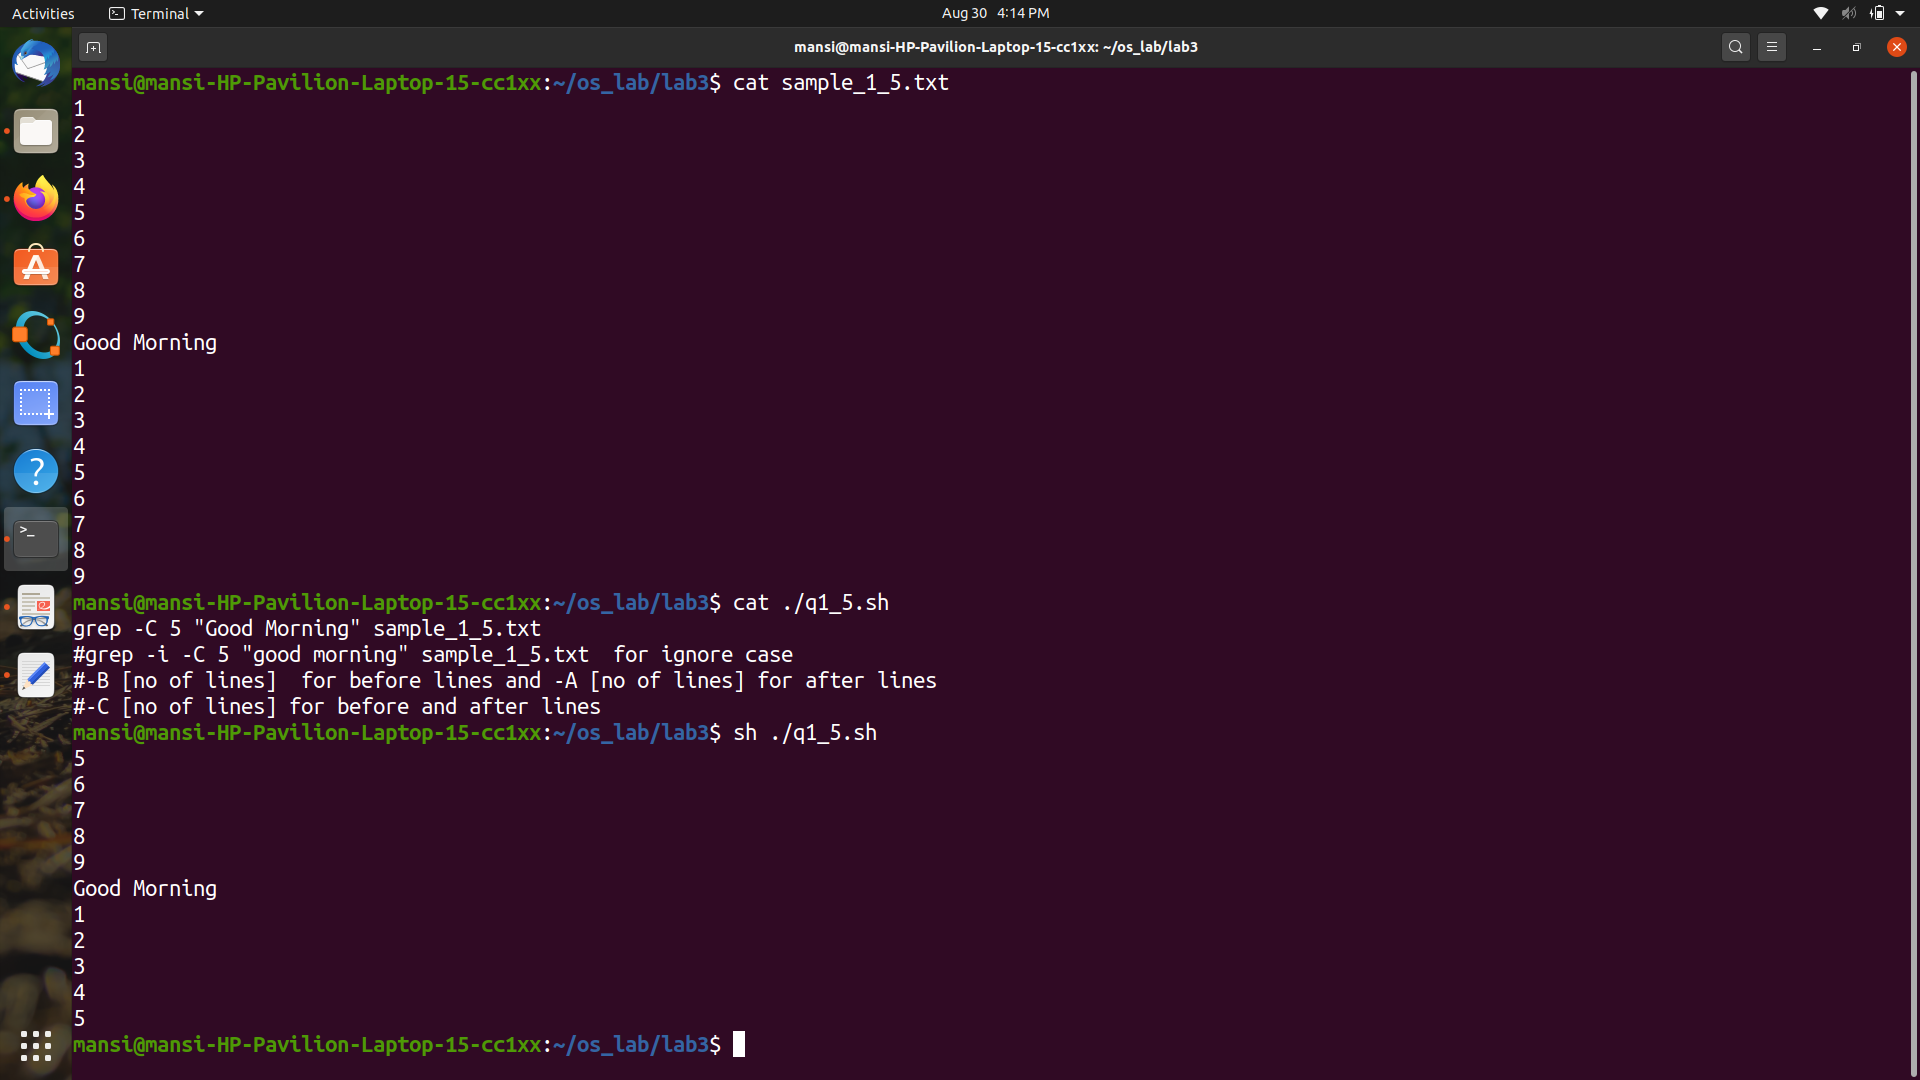 Activities
Terminal
Aug 30 4:14 PM
mansi@mansi-HP-Pavilion-Laptop-15-cc1xx: ~/os_lab/lab3
mansi@mansi-HP-Pavilion-Laptop-15-cc1xx:~/os_lab/lab3$ cat sample_1_5.txt
1
2
3
4
5
6
7
8
9
Good Morning
1
2
3
4
5
6
7
8
9
mansi@mansi-HP-Pavilion-Laptop-15-cc1xx:~/os_lab/lab3$ cat ./q1_5.sh
grep -C 5 "Good Morning" sample_1_5.txt
#grep -i -C 5 "good morning" sample_1_5.txt  for ignore case
#-B [no of lines]  for before lines and -A [no of lines] for after lines
#-C [no of lines] for before and after lines
mansi@mansi-HP-Pavilion-Laptop-15-cc1xx:~/os_lab/lab3$ sh ./q1_5.sh
5
6
7
8
9
Good Morning
1
2
3
4
5
mansi@mansi-HP-Pavilion-Laptop-15-cc1xx:~/os_lab/lab3$